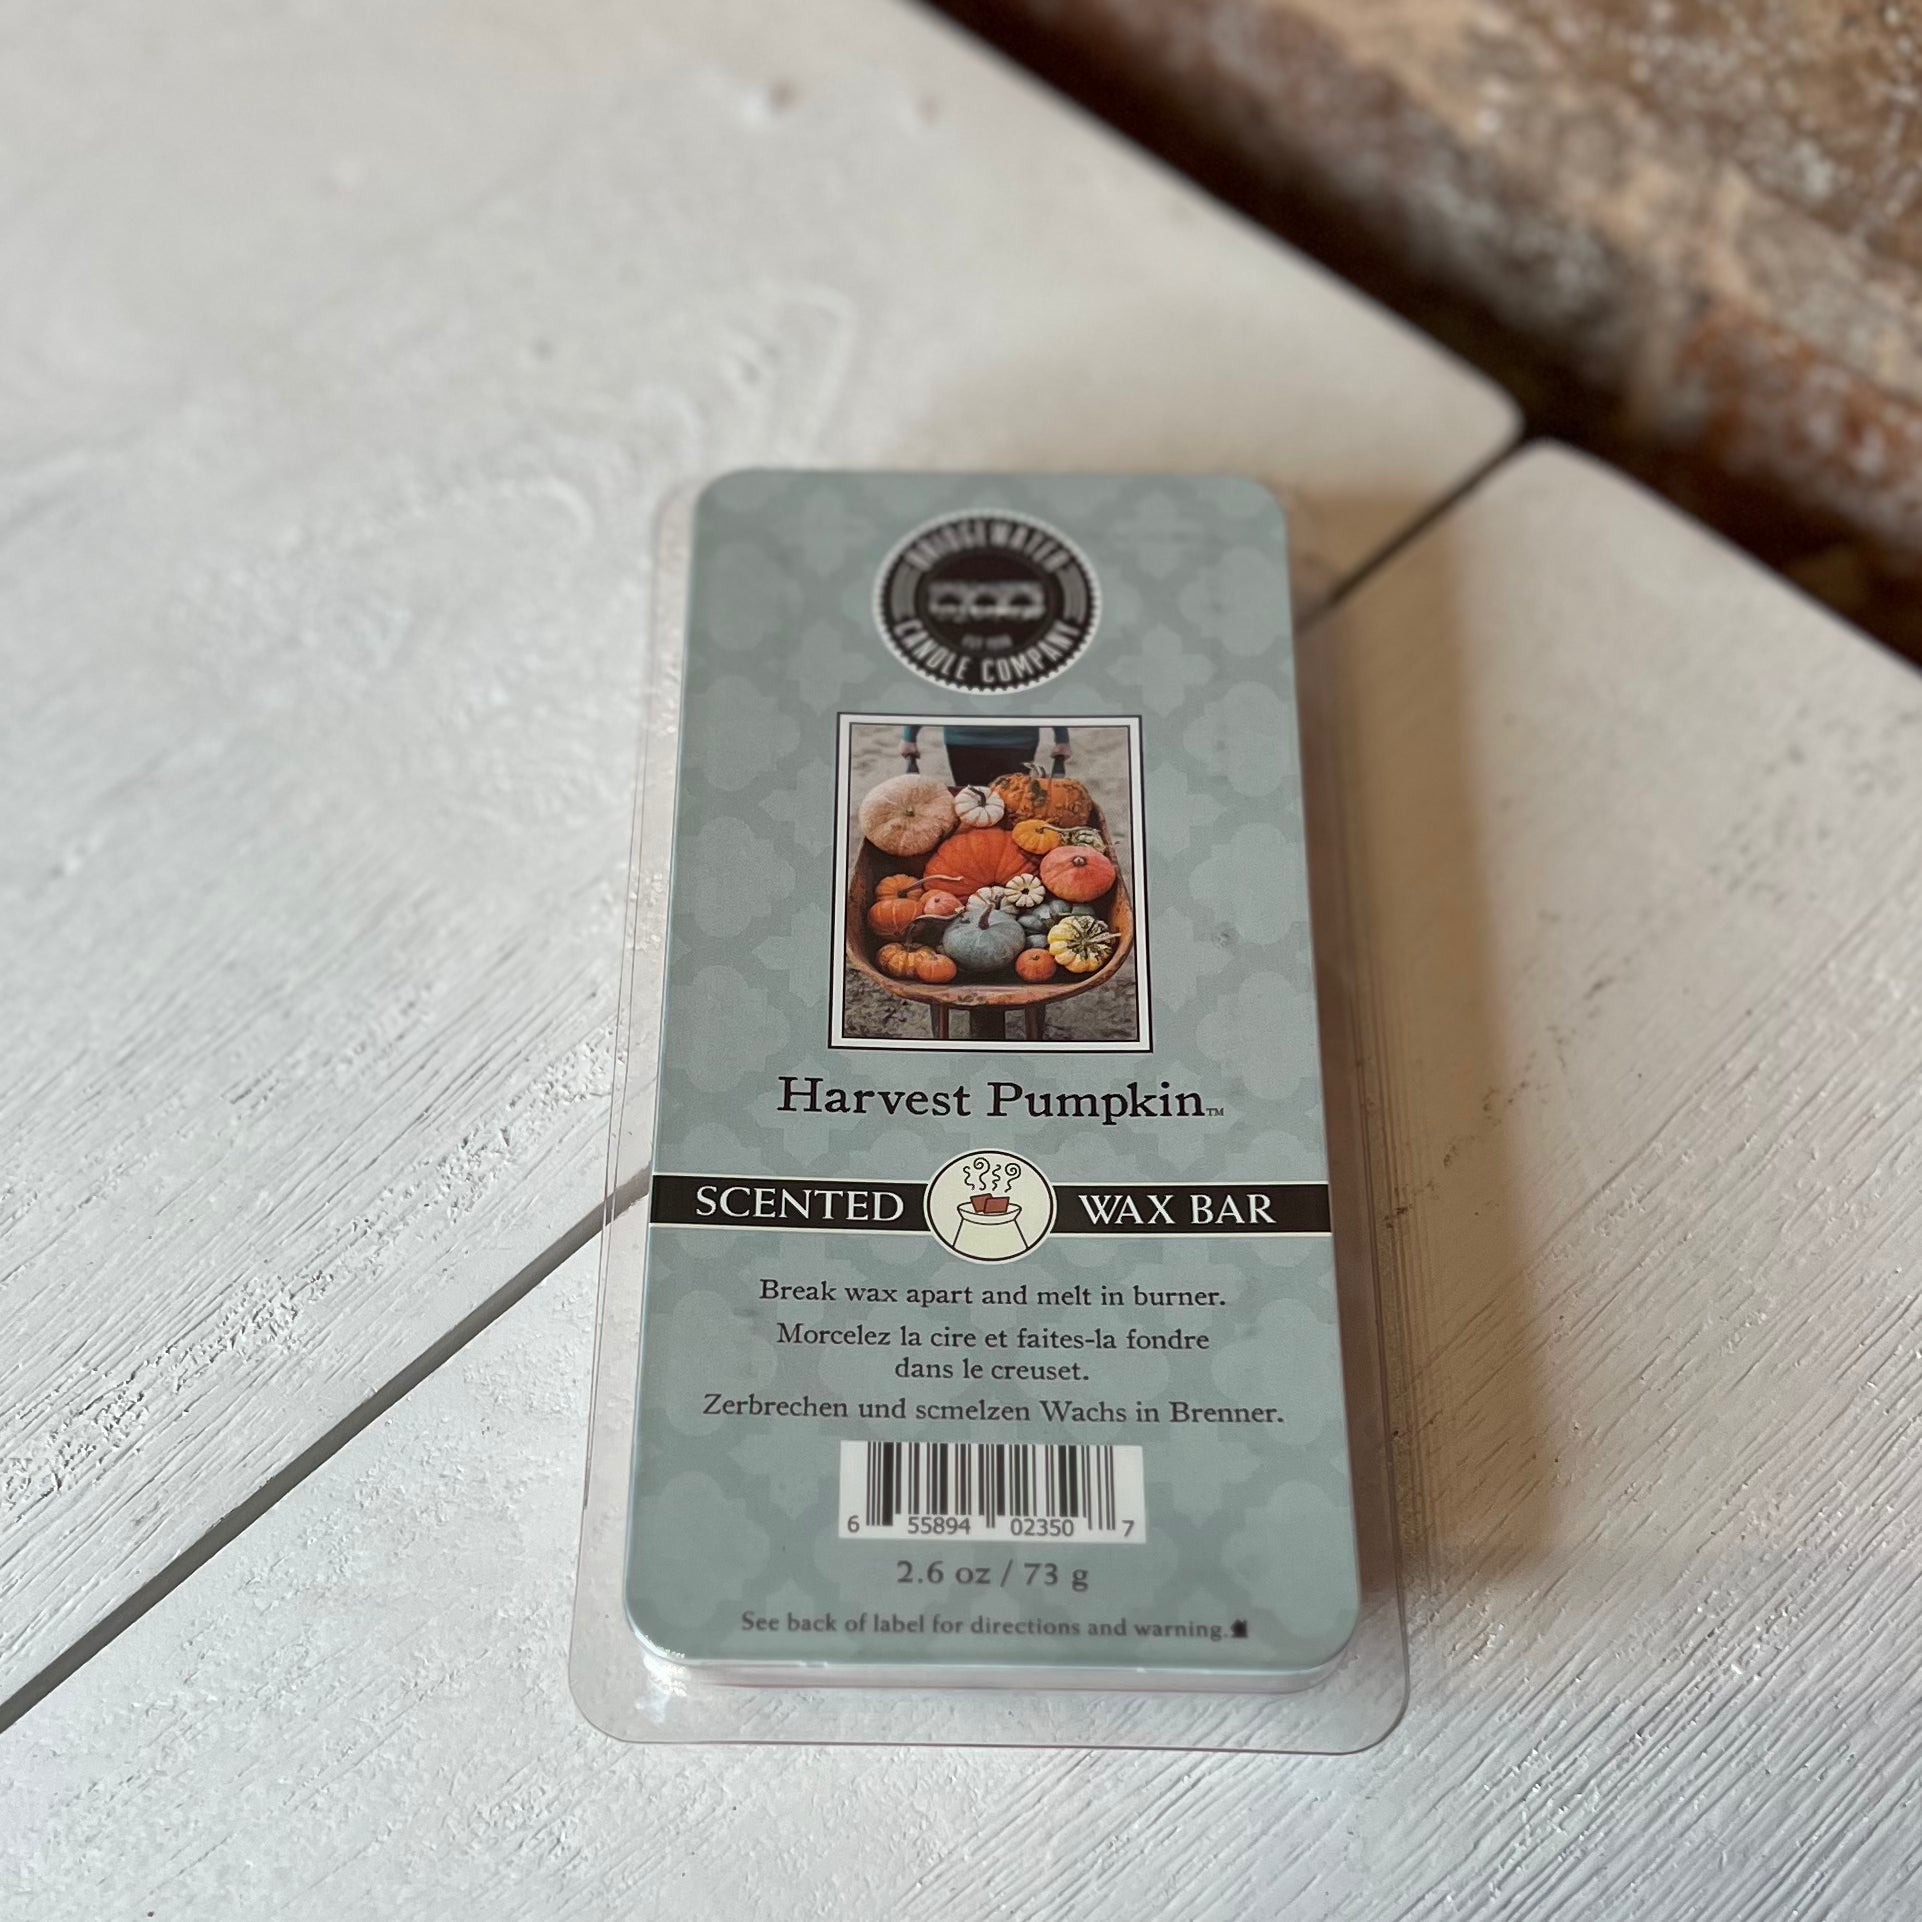 BRIDGEWATER
CANDLE COMPANY
Harvest Pumpkin™
SCENTED WAX BAR
Break wax apart and melt in burner.
Morcelez la cire et faites-la fondre
dans le creuset.
Zerbrechen und scmelzen Wachs in Brenner.
6 55894 02350 7
2.6 oz / 73 g
See back of label for directions and warning.